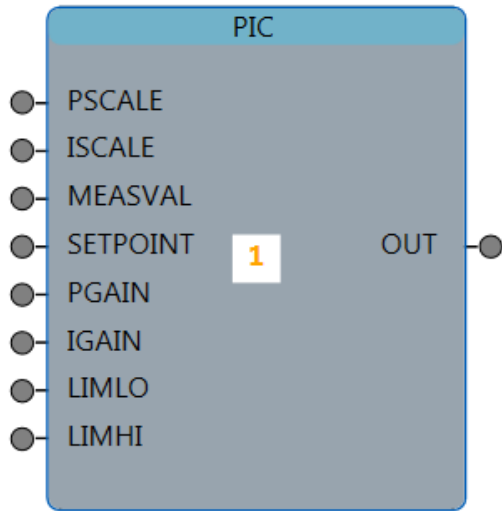 PIC
PSCALE
ISCALE
MEASVAL
SETPOINT 1 OUT
PGAIN
IGAIN
LIMLO
LIMHI